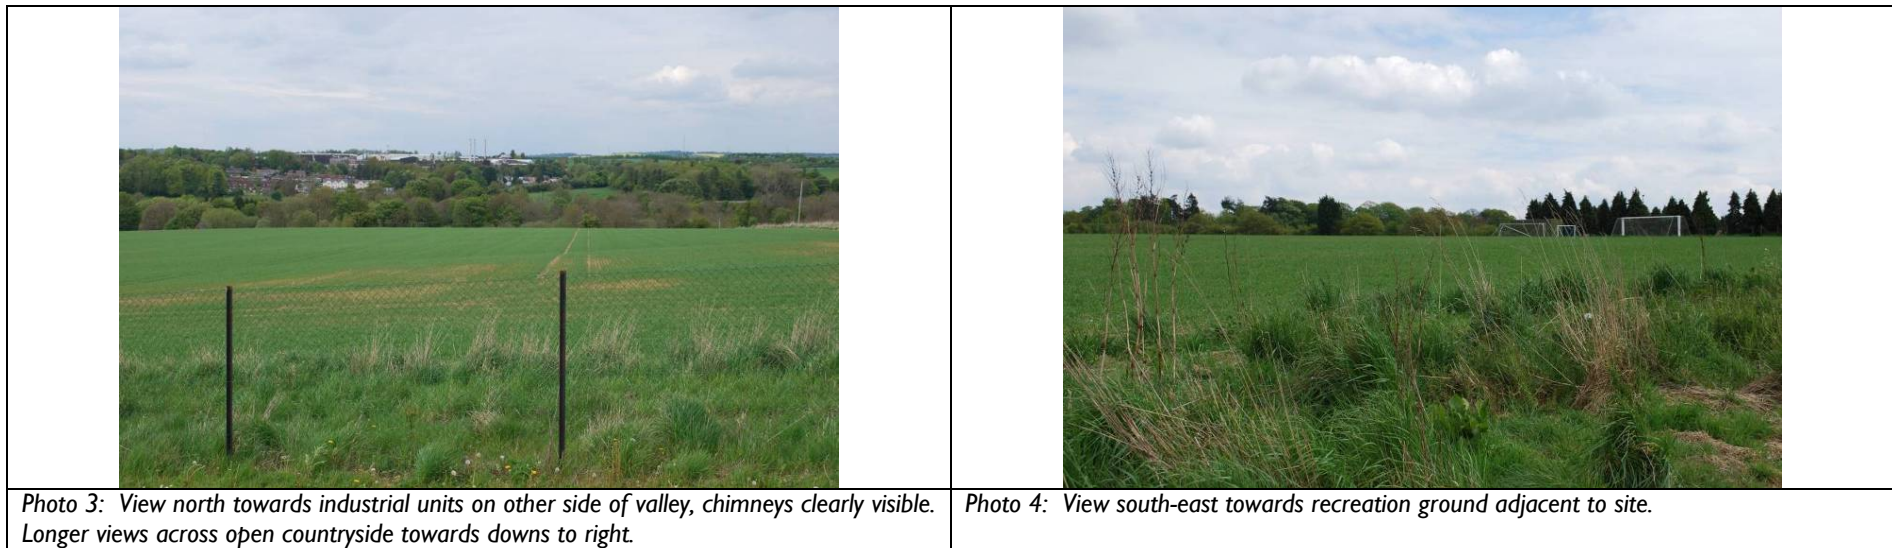 Photo 3: View north towards industrial units on other side of valley, chimneys clearly visible.
Longer views across open countryside towards downs to right.
Photo 4: View south-east towards recreation ground adjacent to site.